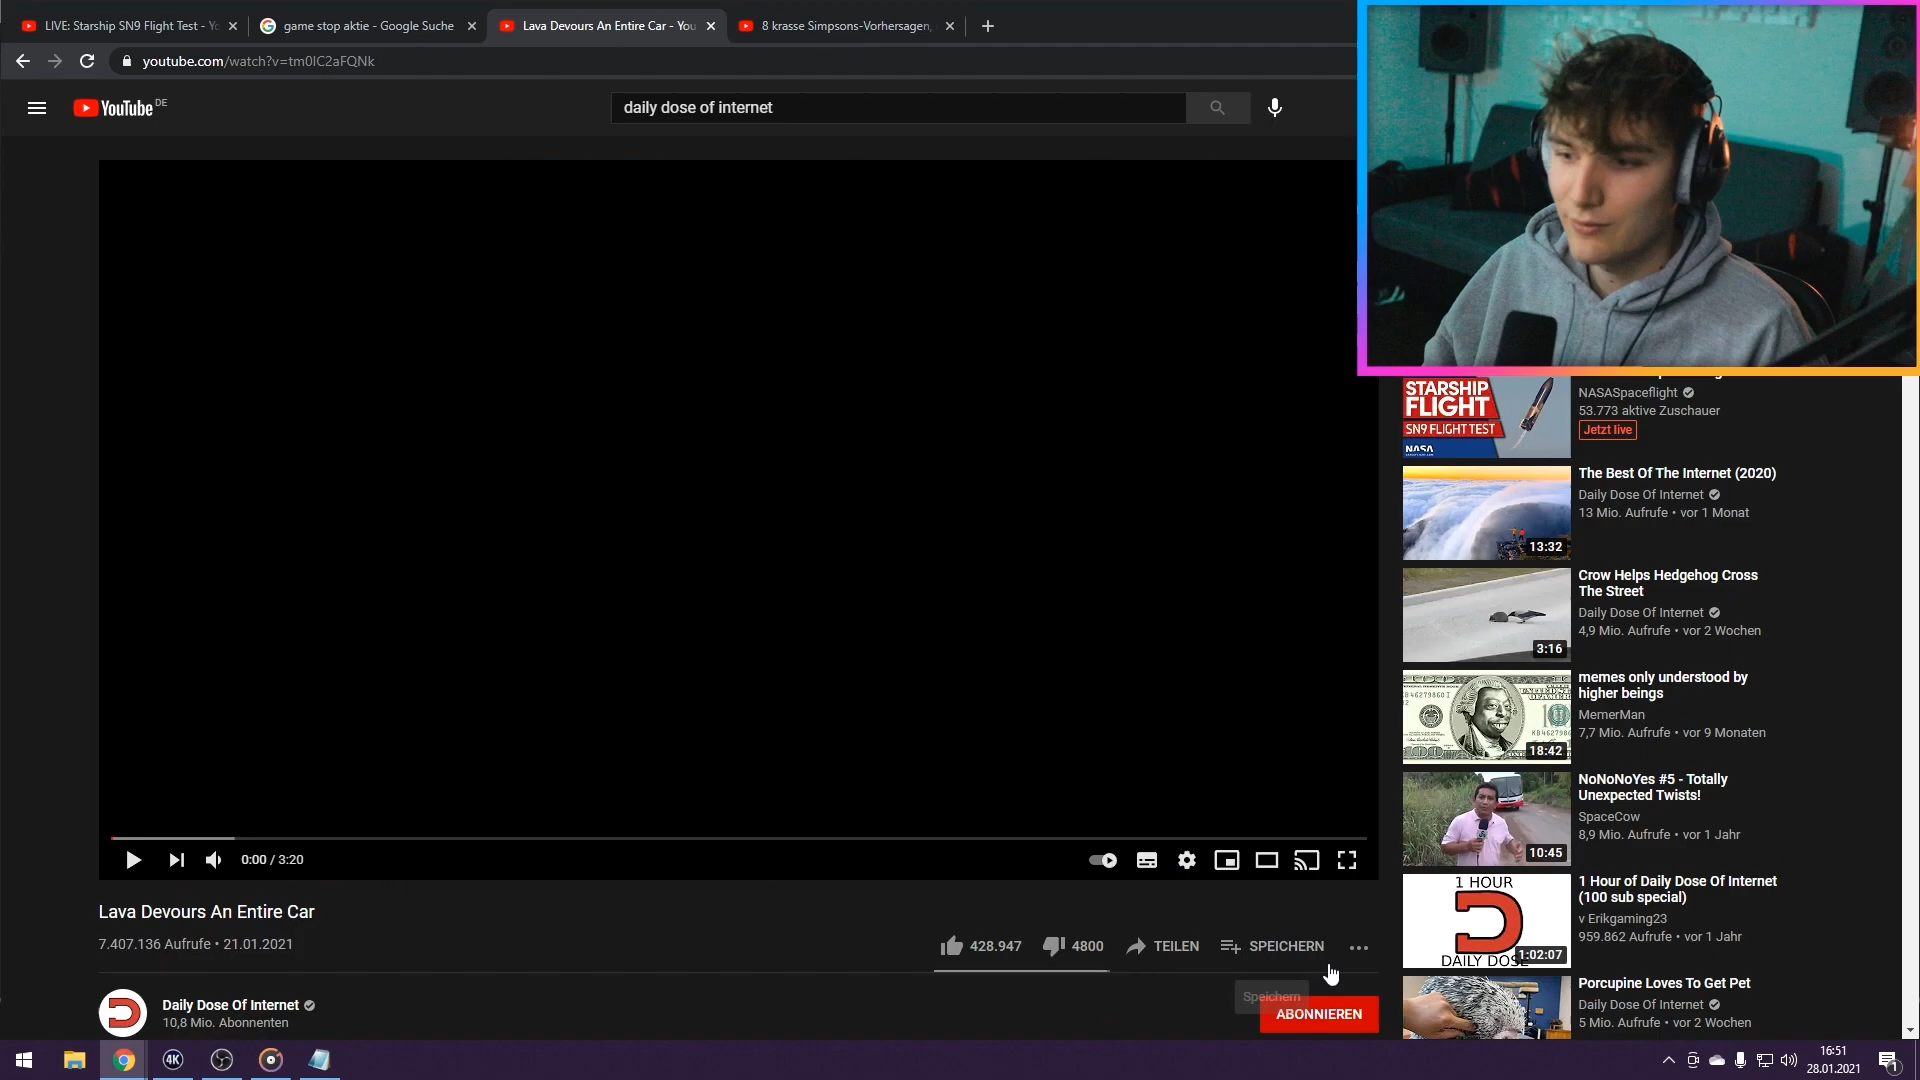 LIVE: Starship SN9 Flight Test - Yo
game stop aktie - Google Suche
Lava Devours An Entire Car - You
8 krasse Simpsons-Vorhersagen,
youtube.com/watch?v=tm0lC2aFQNk
YouTube DE
daily dose of internet
STARSHIP
FLIGHT
SN9 FLIGHT TEST
NASA
NASASpaceflight
53.773 aktive Zuschauer
Jetzt live
The Best Of The Internet (2020)
Daily Dose Of Internet
13 Mio. Aufrufe • vor 1 Monat
13:32
Crow Helps Hedgehog Cross
The Street
Daily Dose Of Internet
4,9 Mio. Aufrufe • vor 2 Wochen
3:16
memes only understood by
higher beings
MemerMan
7,7 Mio. Aufrufe • vor 9 Monaten
18:42
NoNoNoYes #5 - Totally
Unexpected Twists!
SpaceCow
8,9 Mio. Aufrufe • vor 1 Jahr
10:45
1 HOUR
DAILY DOSE
1:02:07
1 Hour of Daily Dose Of Internet
(100 sub special)
v Erikgaming23
959.862 Aufrufe • vor 1 Jahr
Porcupine Loves To Get Pet
Daily Dose Of Internet
5 Mio. Aufrufe • vor 2 Wochen
0:00 / 3:20
Lava Devours An Entire Car
7.407.136 Aufrufe • 21.01.2021
428.947
4800
TEILEN
SPEICHERN
Speichern
Daily Dose Of Internet
10,8 Mio. Abonnenten
ABONNIEREN
4K
16:51
28.01.2021
1